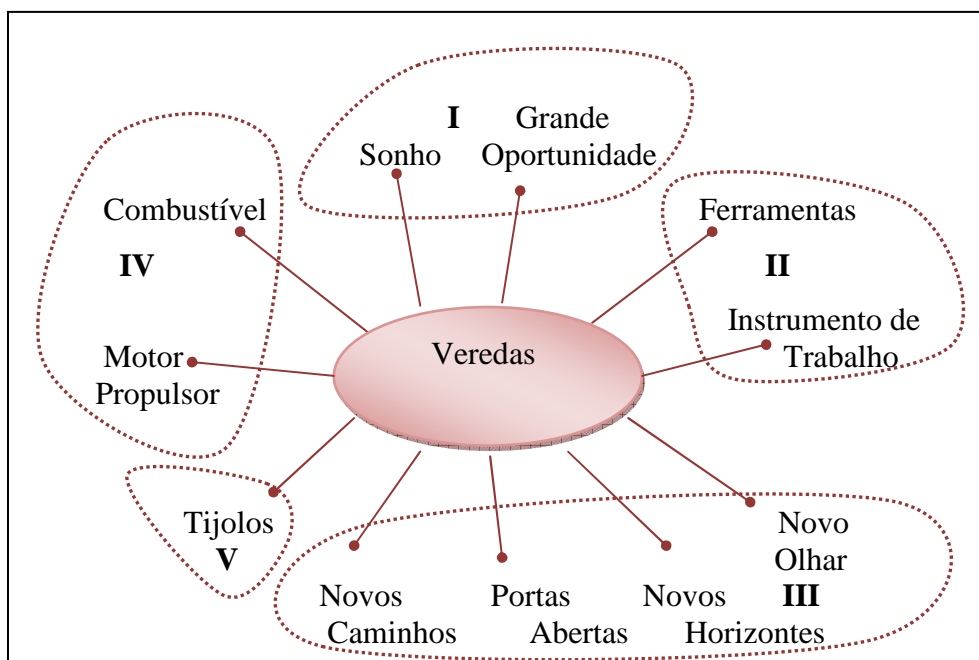 I
Sonho
Grande
Oportunidade
Combustível
IV
Motor
Propulsor
Ferramentas
II
Instrumento de
Trabalho
Veredas
Tijolos
V
Novos
Caminhos
Portas
Abertas
Novos
Horizontes
Novo
Olhar
III